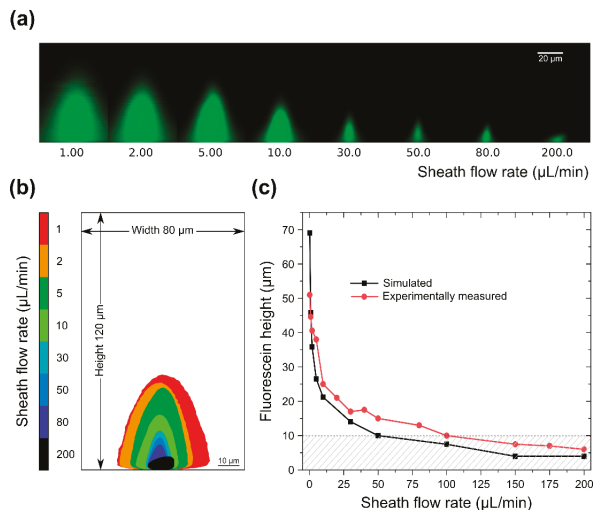 (a)
20 µm
1.00 2.00 5.00 10.0 30.0 50.0 80.0 200.0
Sheath flow rate (µL/min)
(b)
Sheath flow rate (µL/min)
1
2
5
10
30
50
80
200
Width 80 µm
Height 120 µm
10 µm
(c)
Fluorescein height (µm)
70
60
50
40
30
20
10
0
Simulated
Experimentally measured
0 25 50 75 100 125 150 175 200
Sheath flow rate (µL/min)